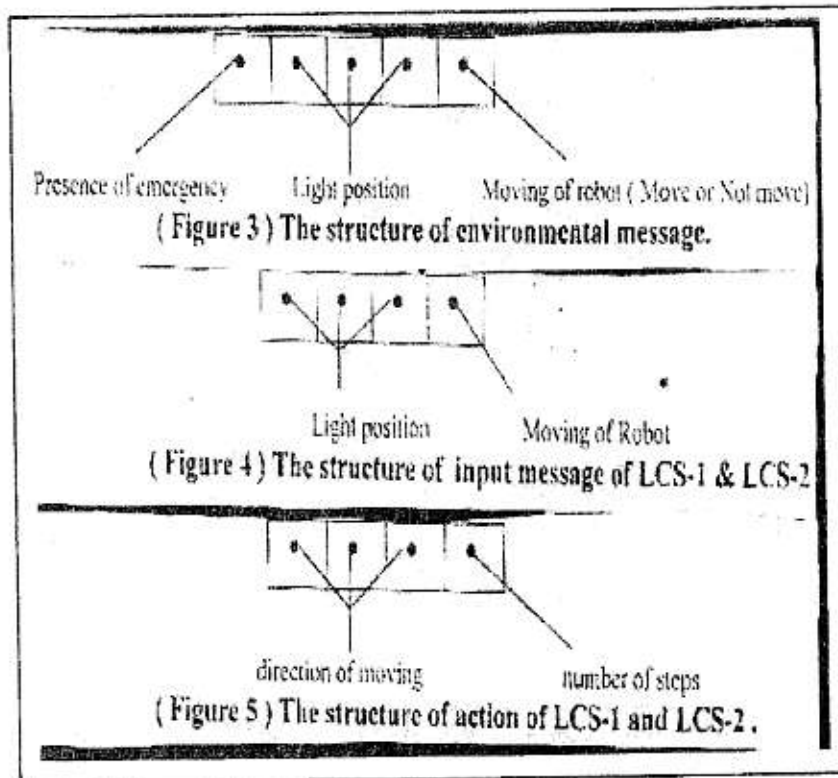 Presence of emergency Light position Moving of robot ( Move or Not move)
( Figure 3 ) The structure of environmental message.
Light position Moving of Robot
( Figure 4 ) The structure of input message of LCS-1 & LCS-2
direction of moving number of steps
( Figure 5 ) The structure of action of LCS-1 and LCS-2 .